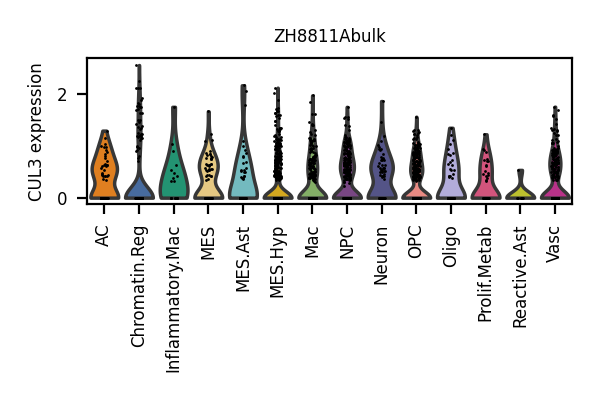 ZH8811Abulk
CUL3 expression
2
0
AC
Chromatin.Reg
Inflammatory.Mac
MES
MES.Ast
MES.Hyp
Mac
NPC
Neuron
OPC
Oligo
Prolif.Metab
Reactive.Ast
Vasc